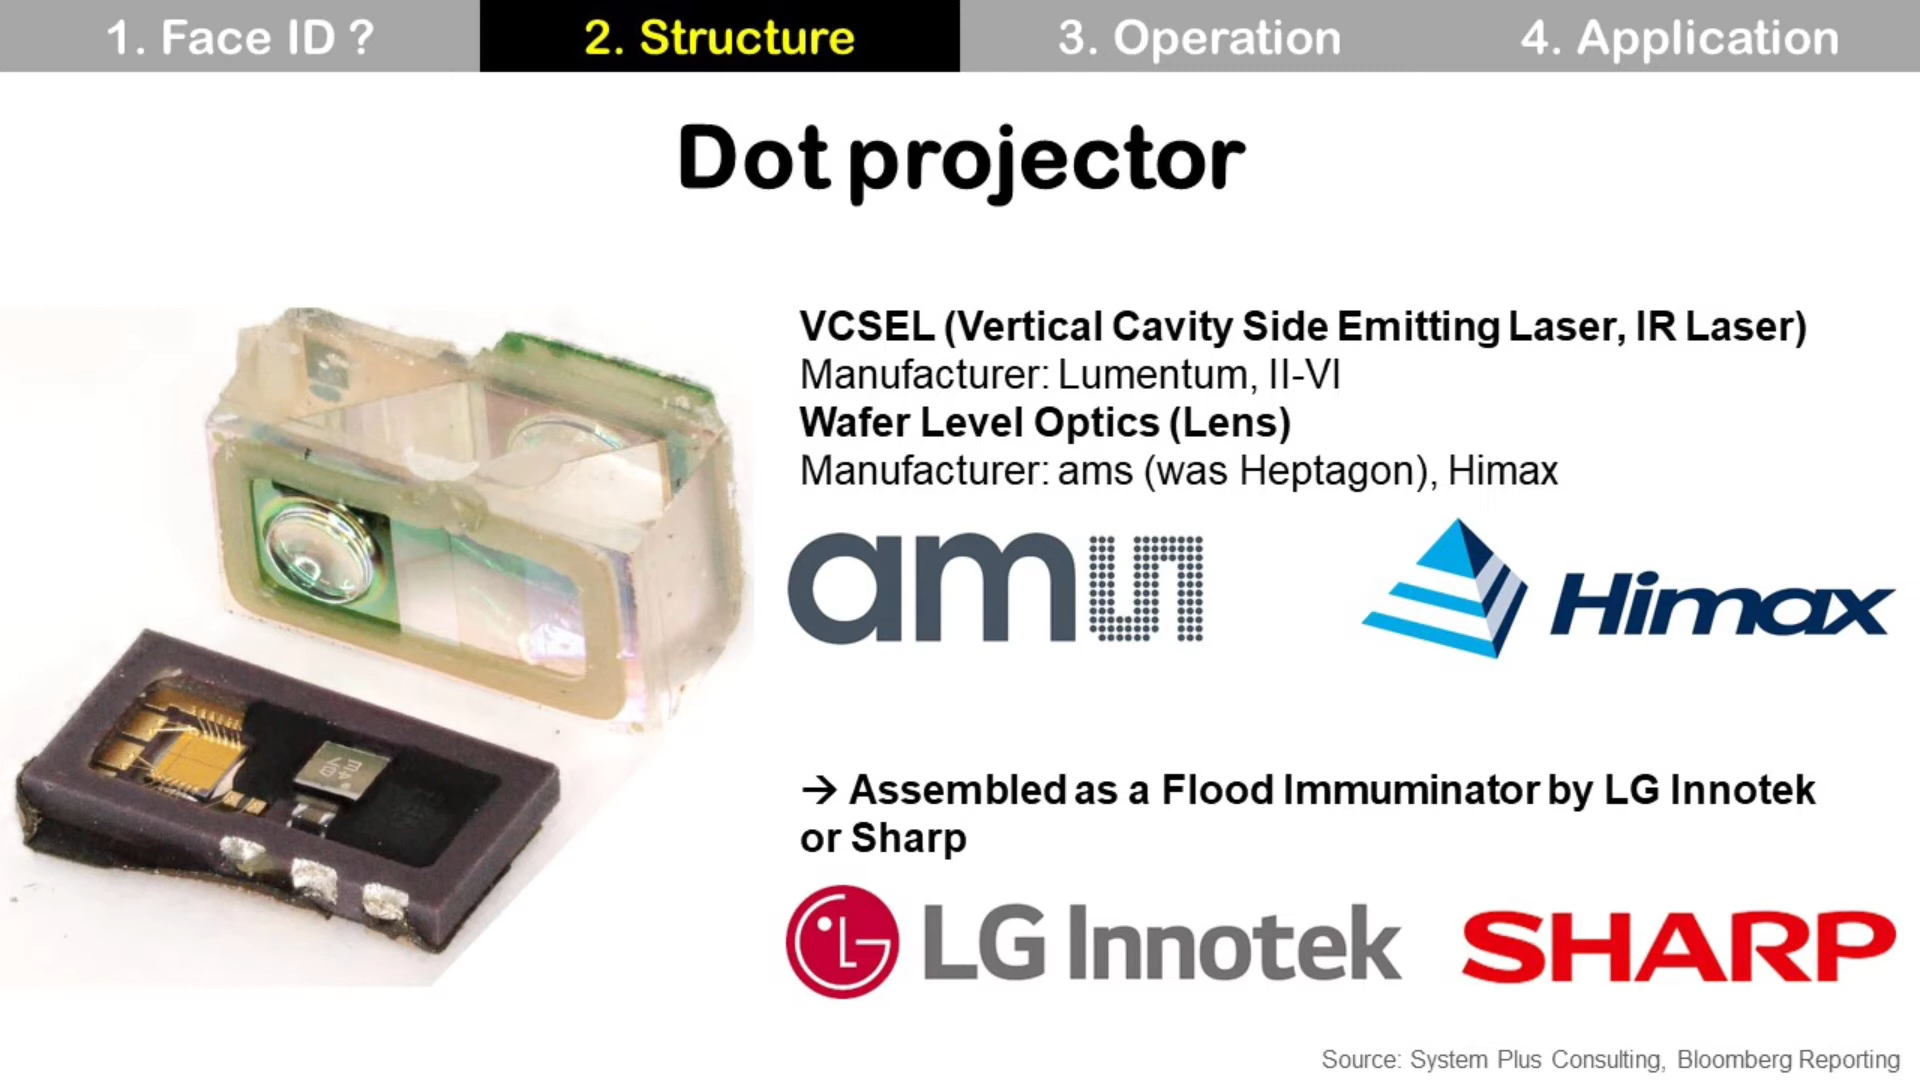 1. Face ID ?
2. Structure
3. Operation
4. Application
Dot projector
VCSEL (Vertical Cavity Side Emitting Laser, IR Laser)
Manufacturer: Lumentum, II-VI
Wafer Level Optics (Lens)
Manufacturer: ams (was Heptagon), Himax
amun
Himax
→ Assembled as a Flood Immuminator by LG Innotek
or Sharp
LG Innotek
SHARP
Source: System Plus Consulting, Bloomberg Reporting